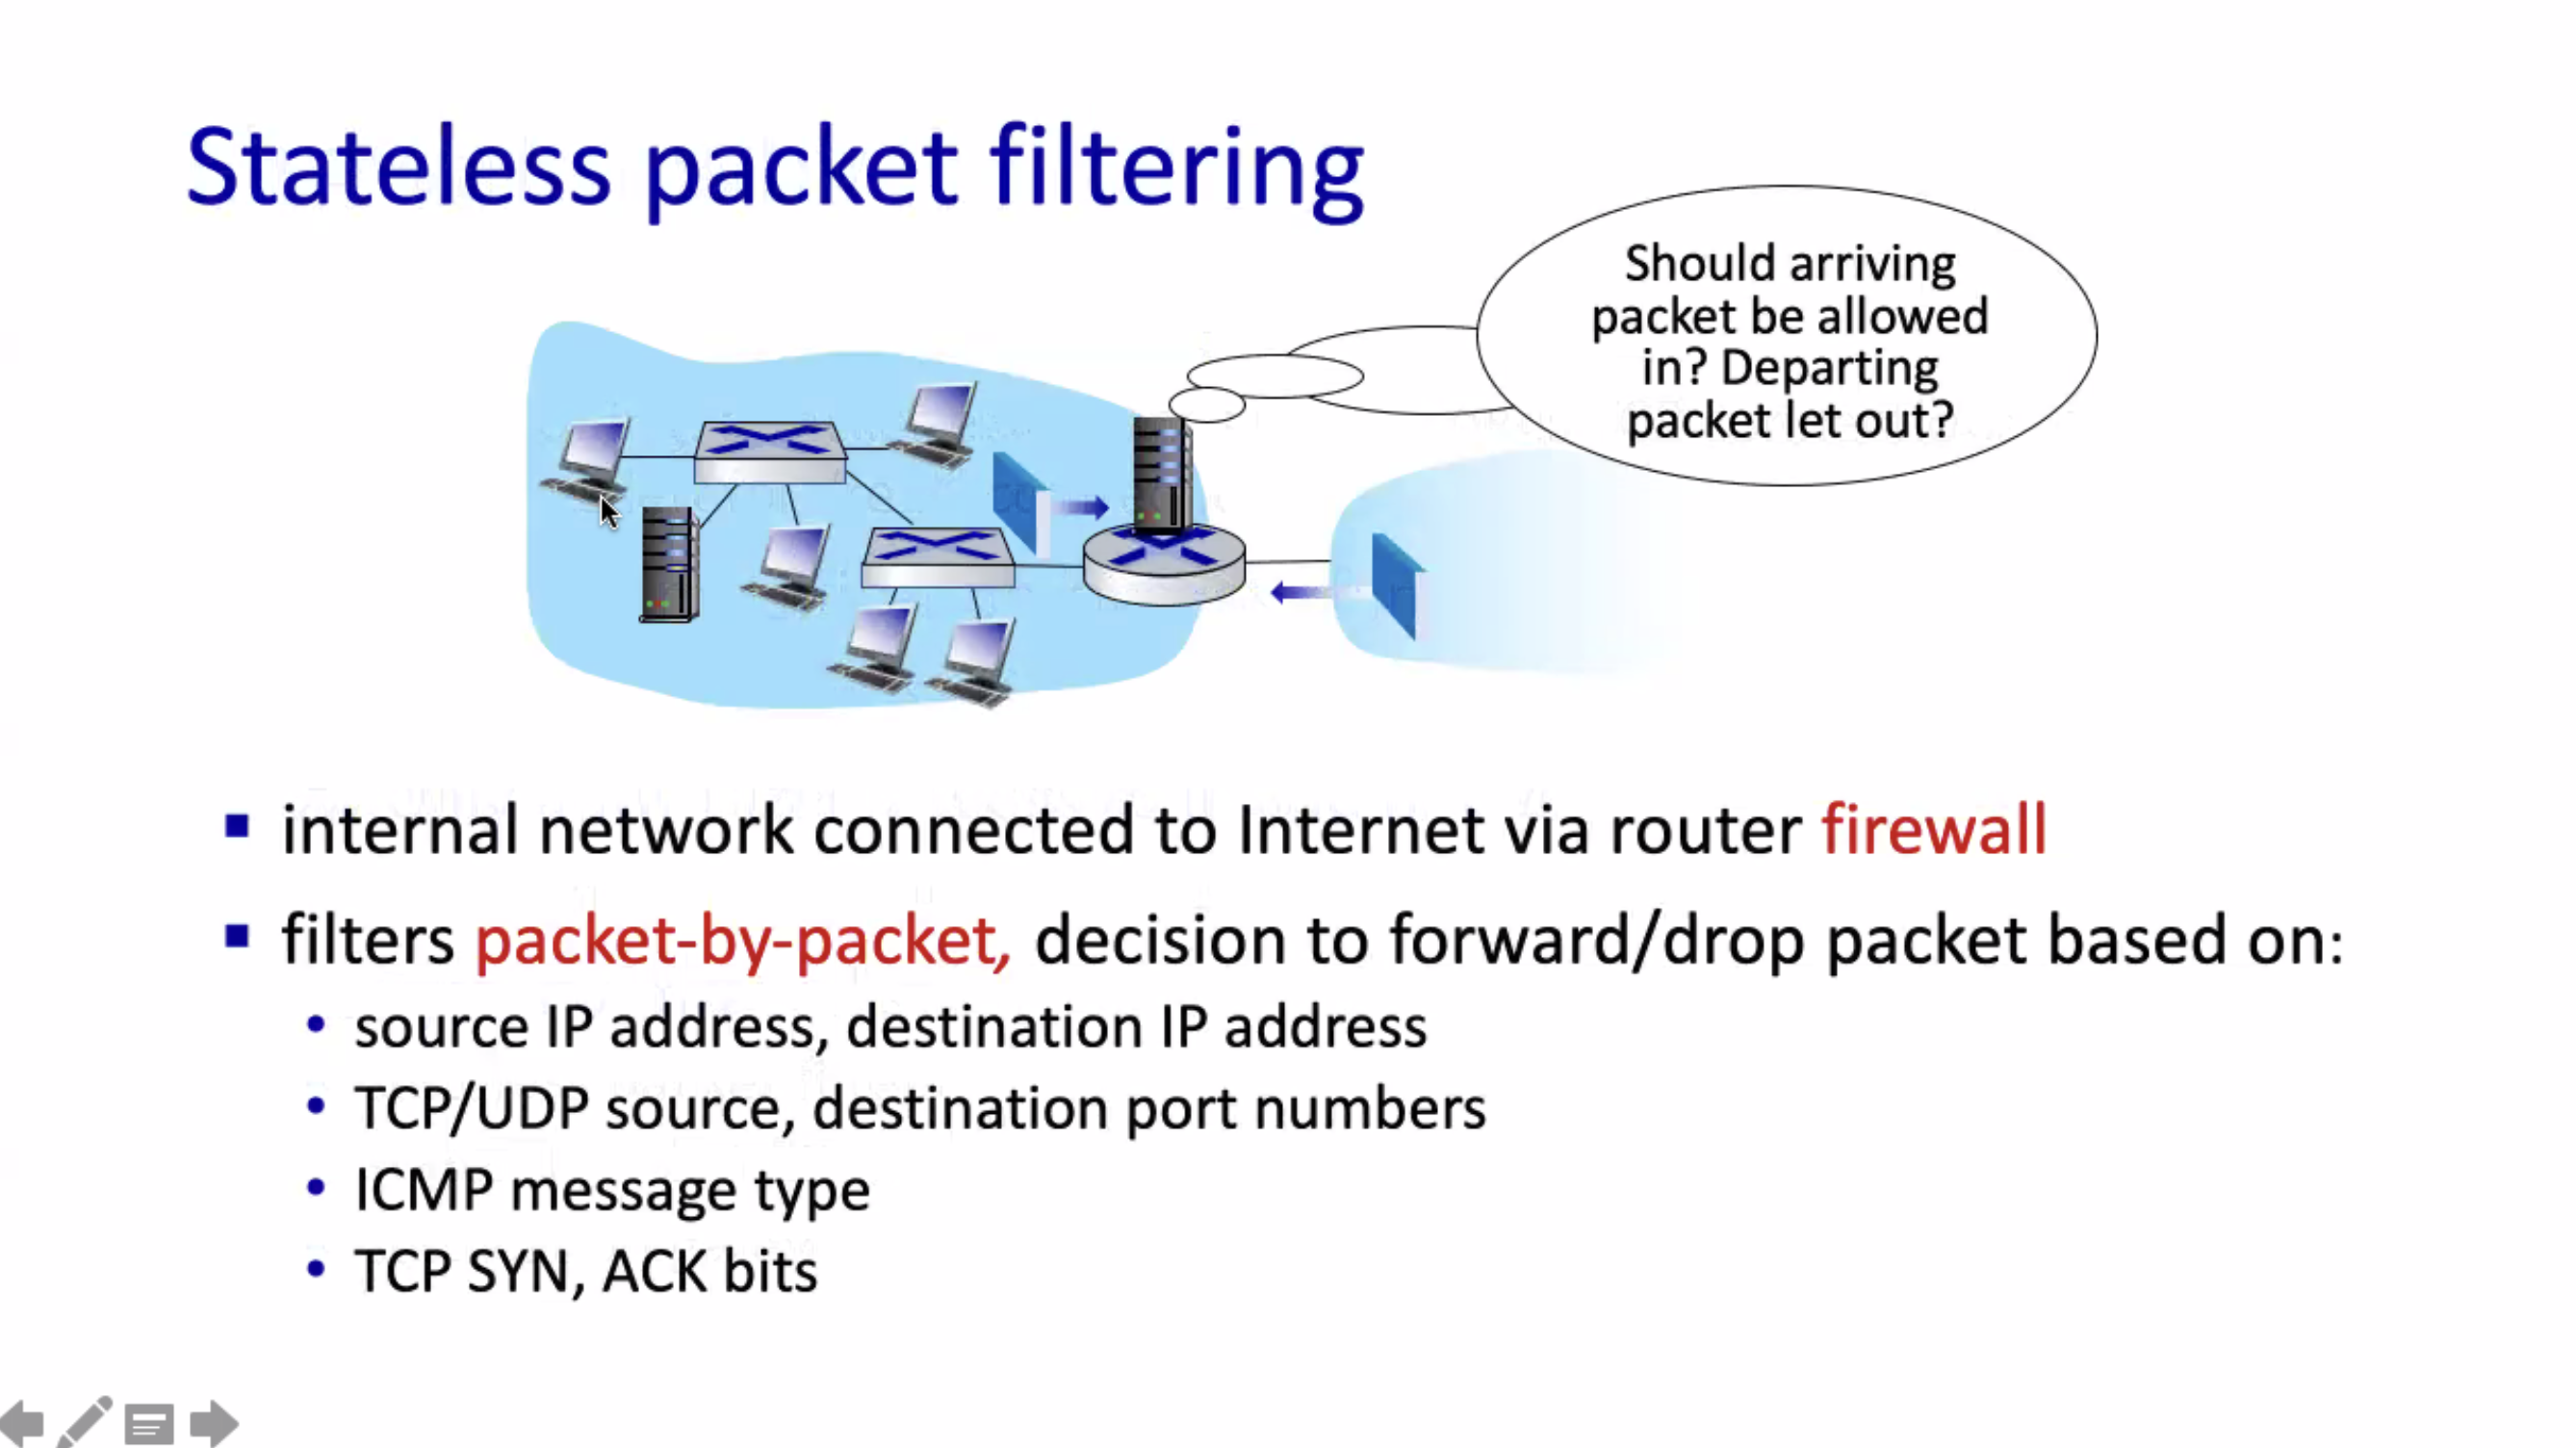 Stateless packet filtering
Should arriving
packet be allowed
in? Departing
packet let out?
internal network connected to Internet via router firewall
filters packet-by-packet, decision to forward/drop packet based on:
source IP address, destination IP address
TCP/UDP source, destination port numbers
ICMP message type
TCP SYN, ACK bits